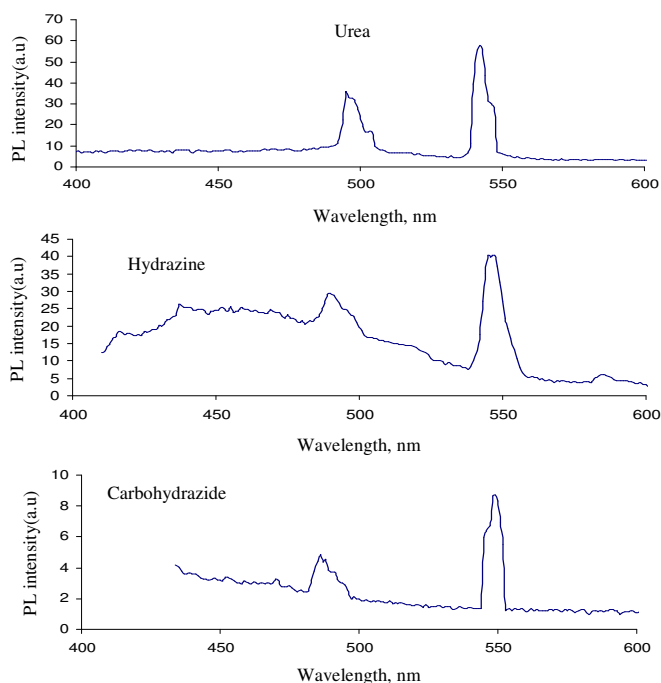 Urea
PL intensity(a.u)
70
60
50
40
30
20
10
0
400 450 500 550 600
Wavelength, nm
Hydrazine
PL intensity(a.u)
45
40
35
30
25
20
15
10
5
0
400 450 500 550 600
Wavelength, nm
Carbohydrazide
PL intensity(a.u)
10
8
6
4
2
0
400 450 500 550 600
Wavelength, nm